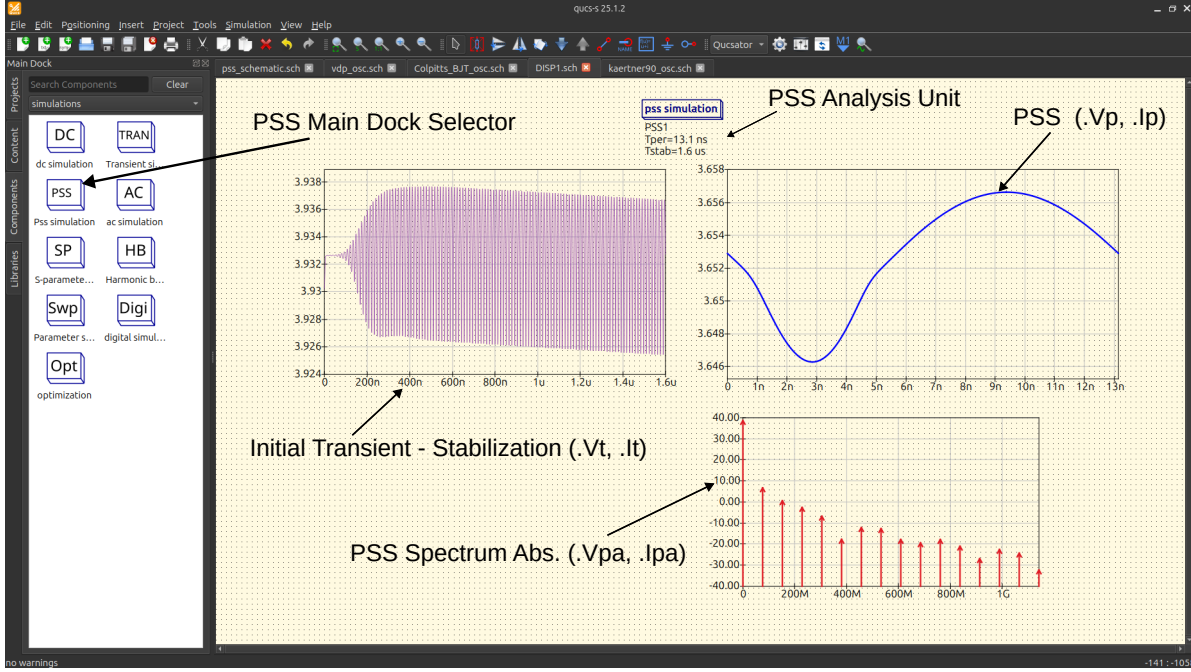 qucs-s 25.1.2
File Edit Positioning Insert Project Tools Simulation View Help
NAME
Qucsator
M1
Main Dock
pss_schematic.sch
vdp_osc.sch
Colpitts_BJT_osc.sch
DISP1.sch
kaertner90_osc.sch
Projects
Content
Components
Libraries
Search Components
Clear
simulations
DC
TRAN
dc simulation
Transient si...
PSS
AC
Pss simulation
ac simulation
SP
HB
S-paramete...
Harmonic b...
Swp
Digi
Parameter s...
digital simul...
Opt
optimization
PSS Main Dock Selector
pss simulation
PSS1
Tper=13.1 ns
Tstab=1.6 us
PSS Analysis Unit
PSS (.Vp, .Ip)
3.938
3.936
3.934
3.932
3.93
3.928
3.926
3.924
0 200n 400n 600n 800n 1u 1.2u 1.4u 1.6u
Initial Transient - Stabilization (.Vt, .It)
3.658
3.656
3.654
3.652
3.65
3.648
3.646
0 1n 2n 3n 4n 5n 6n 7n 8n 9n 10n 11n 12n 13n
40.00
30.00
20.00
10.00
0.00
-10.00
-20.00
-30.00
-40.00
0 200M 400M 600M 800M 1G
PSS Spectrum Abs. (.Vpa, .Ipa)
no warnings
-141 : -105